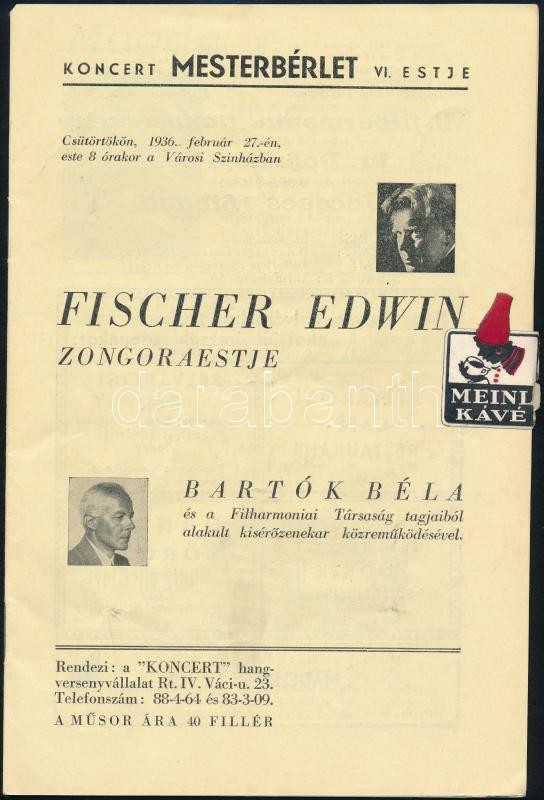 KONCERT MESTERBÉRLET VI. ESTJE
Csütörtökön, 1936. február 27.-én,
este 8 órakor a Városi Szinházban
FISCHER EDWIN
ZONGORAESTJE
MEINL
KÁVÉ
darabanth
BARTÓK BÉLA
és a Filharmoniai Társaság tagjaiból
alakult kisérőzenekar közreműködésével.
Rendezi: a "KONCERT" hang-
versenyvállalat Rt. IV. Váci-u. 23.
Telefonszám: 88-4-64 és 83-3-09.
A MŰSOR ÁRA 40 FILLÉR